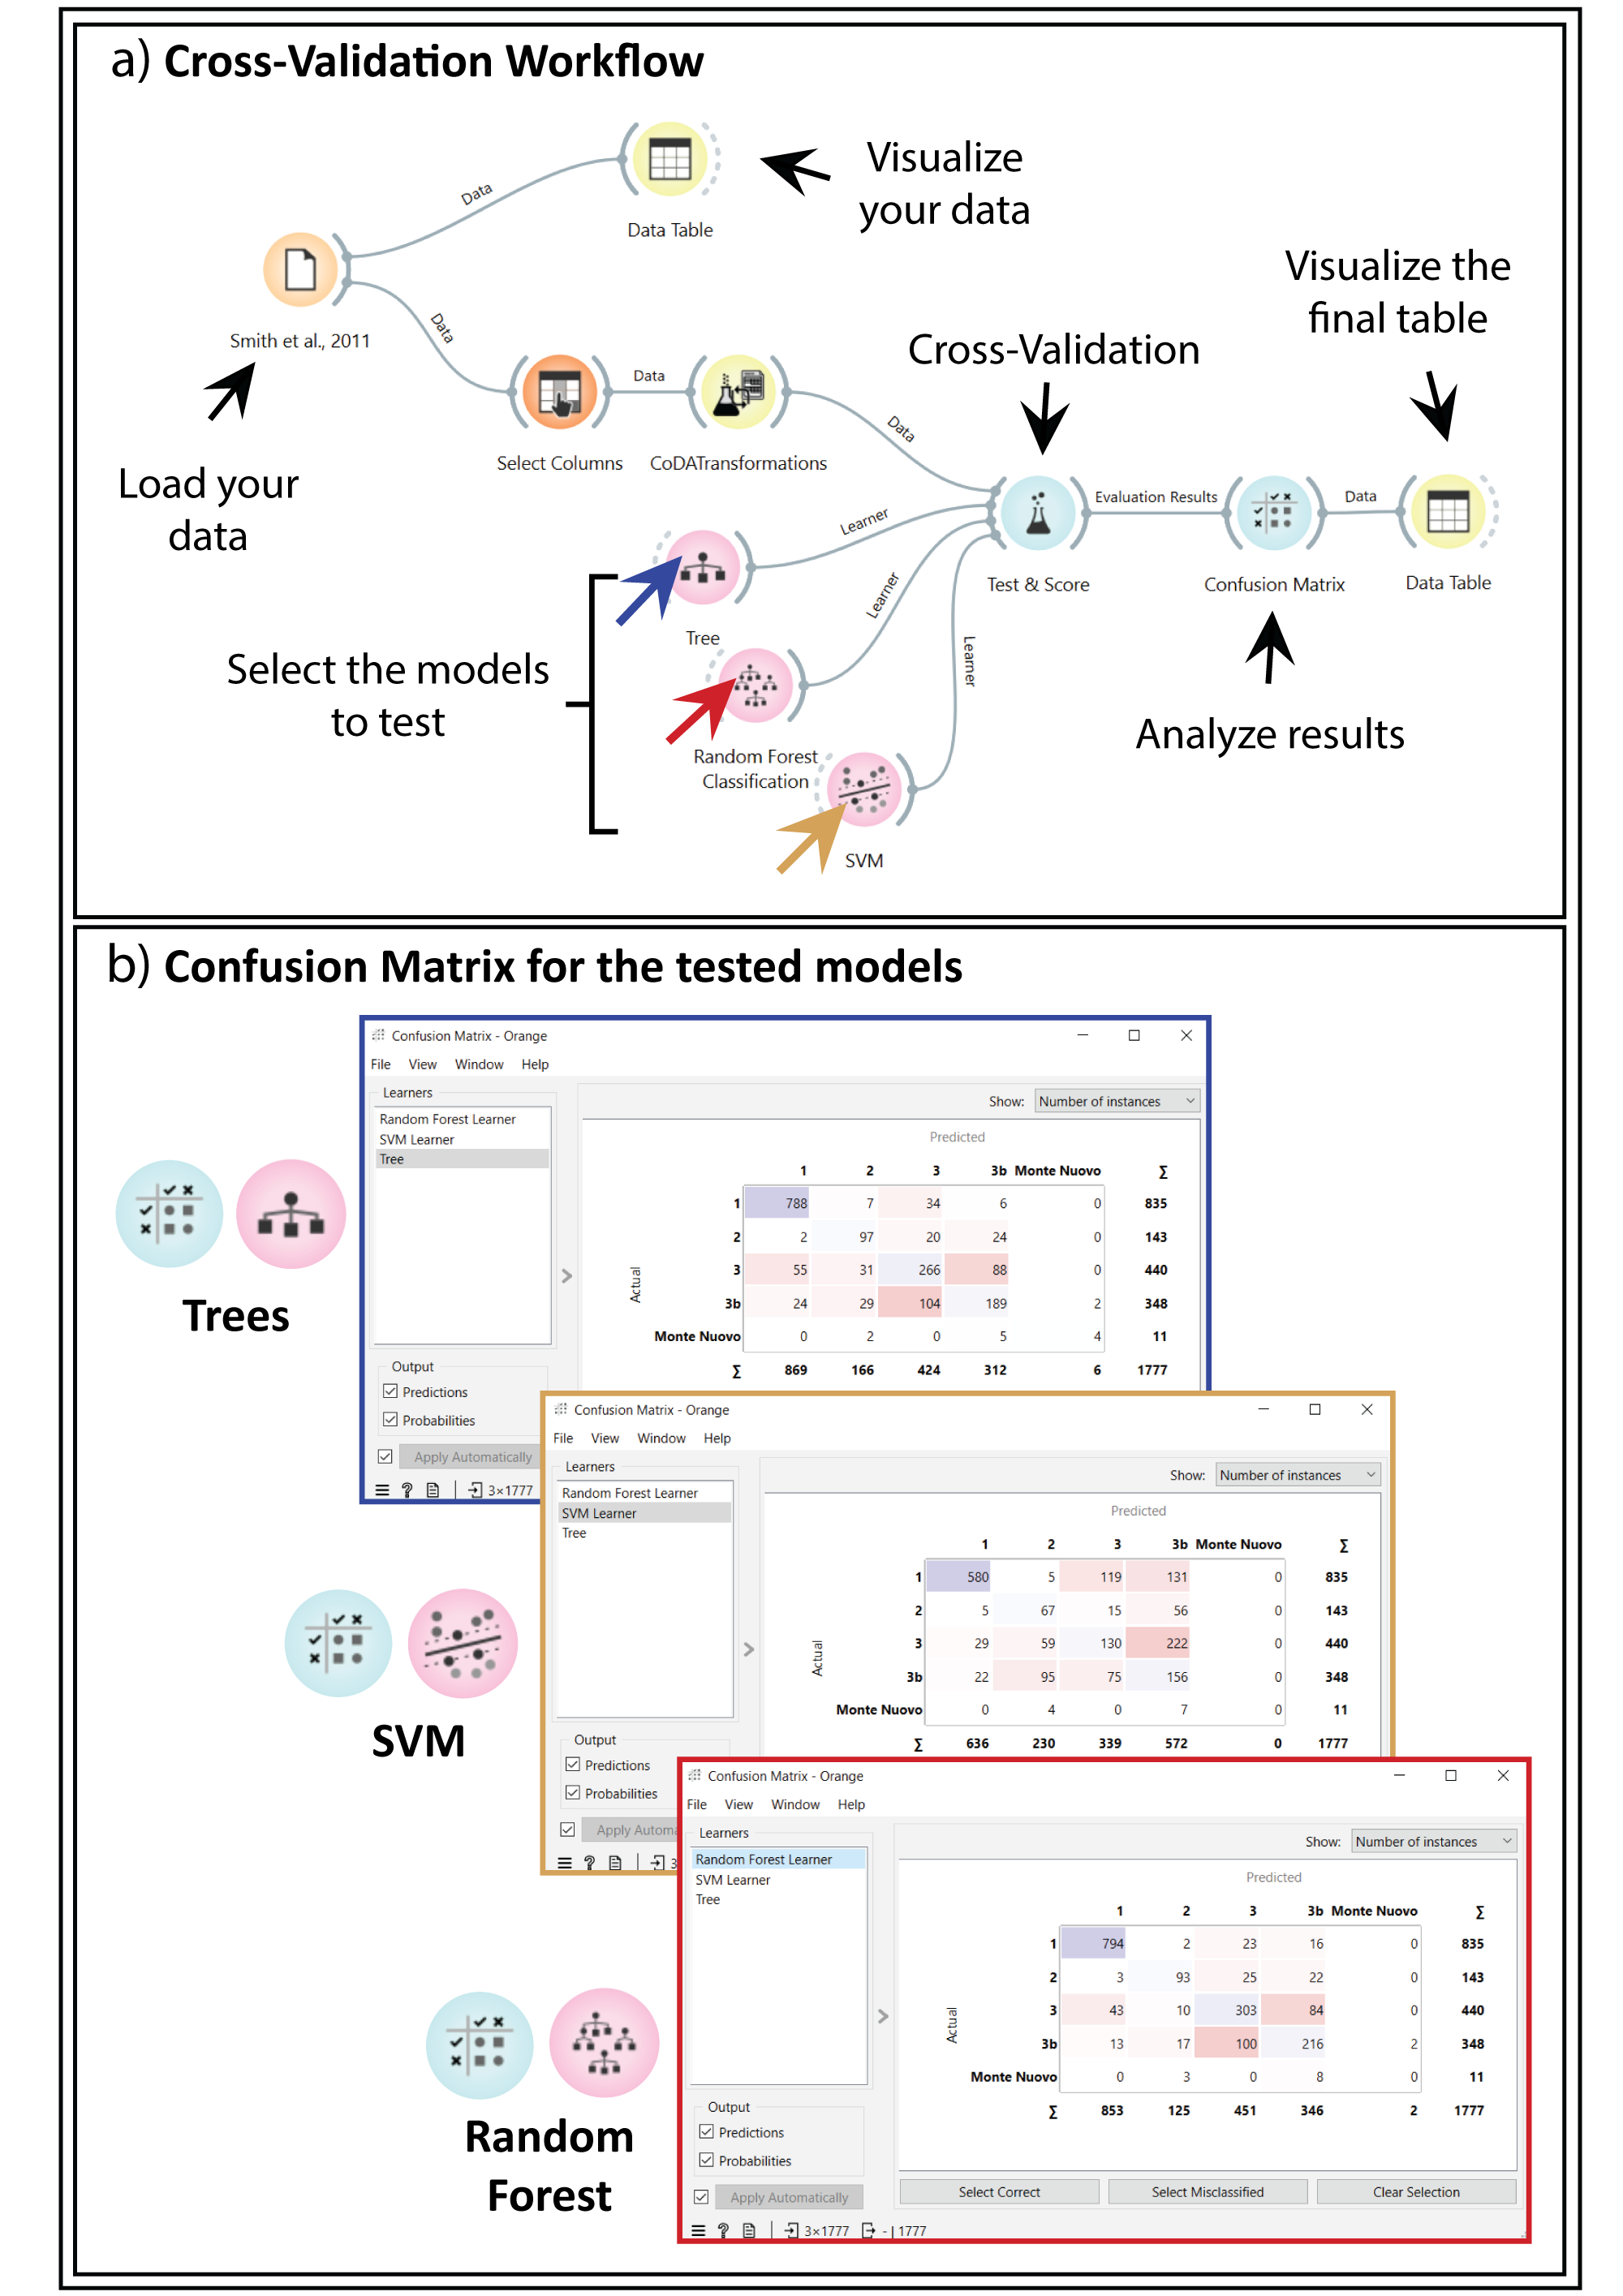 a) Cross-Validation Workflow
Data
Data Table
Visualize
your data
Smith et al., 2011
Data
Load your
data
Select Columns
Data
CoDATransformations
Data
Cross-Validation
Visualize the
final table
Learner
Learner
Learner
Test & Score
Evaluation Results
Confusion Matrix
Data
Data Table
Analyze results
Select the models
to test
Tree
Random Forest
Classification
SVM
b) Confusion Matrix for the tested models
Trees
Confusion Matrix - Orange
File View Window Help
Learners
Random Forest Learner
SVM Learner
Tree
Show: Number of instances
Predicted
1 2 3 3b Monte Nuovo ∑
Actual
1 788 7 34 6 0 835
2 2 97 20 24 0 143
3 55 31 266 88 0 440
3b 24 29 104 189 2 348
Monte Nuovo 0 2 0 5 4 11
∑ 869 166 424 312 6 1777
Output
Predictions
Probabilities
Apply Automatically
? 3×1777
SVM
Confusion Matrix - Orange
File View Window Help
Learners
Random Forest Learner
SVM Learner
Tree
Show: Number of instances
Predicted
1 2 3 3b Monte Nuovo ∑
Actual
1 580 5 119 131 0 835
2 5 67 15 56 0 143
3 29 59 130 222 0 440
3b 22 95 75 156 0 348
Monte Nuovo 0 4 0 7 0 11
∑ 636 230 339 572 0 1777
Output
Predictions
Probabilities
Apply Autom
? 3
Random
Forest
Confusion Matrix - Orange
File View Window Help
Learners
Random Forest Learner
SVM Learner
Tree
Show: Number of instances
Predicted
1 2 3 3b Monte Nuovo ∑
Actual
1 794 2 23 16 0 835
2 3 93 25 22 0 143
3 43 10 303 84 0 440
3b 13 17 100 216 2 348
Monte Nuovo 0 3 0 8 0 11
∑ 853 125 451 346 2 1777
Output
Predictions
Probabilities
Apply Automatically
Select Correct Select Misclassified Clear Selection
? 3×1777 - | 1777